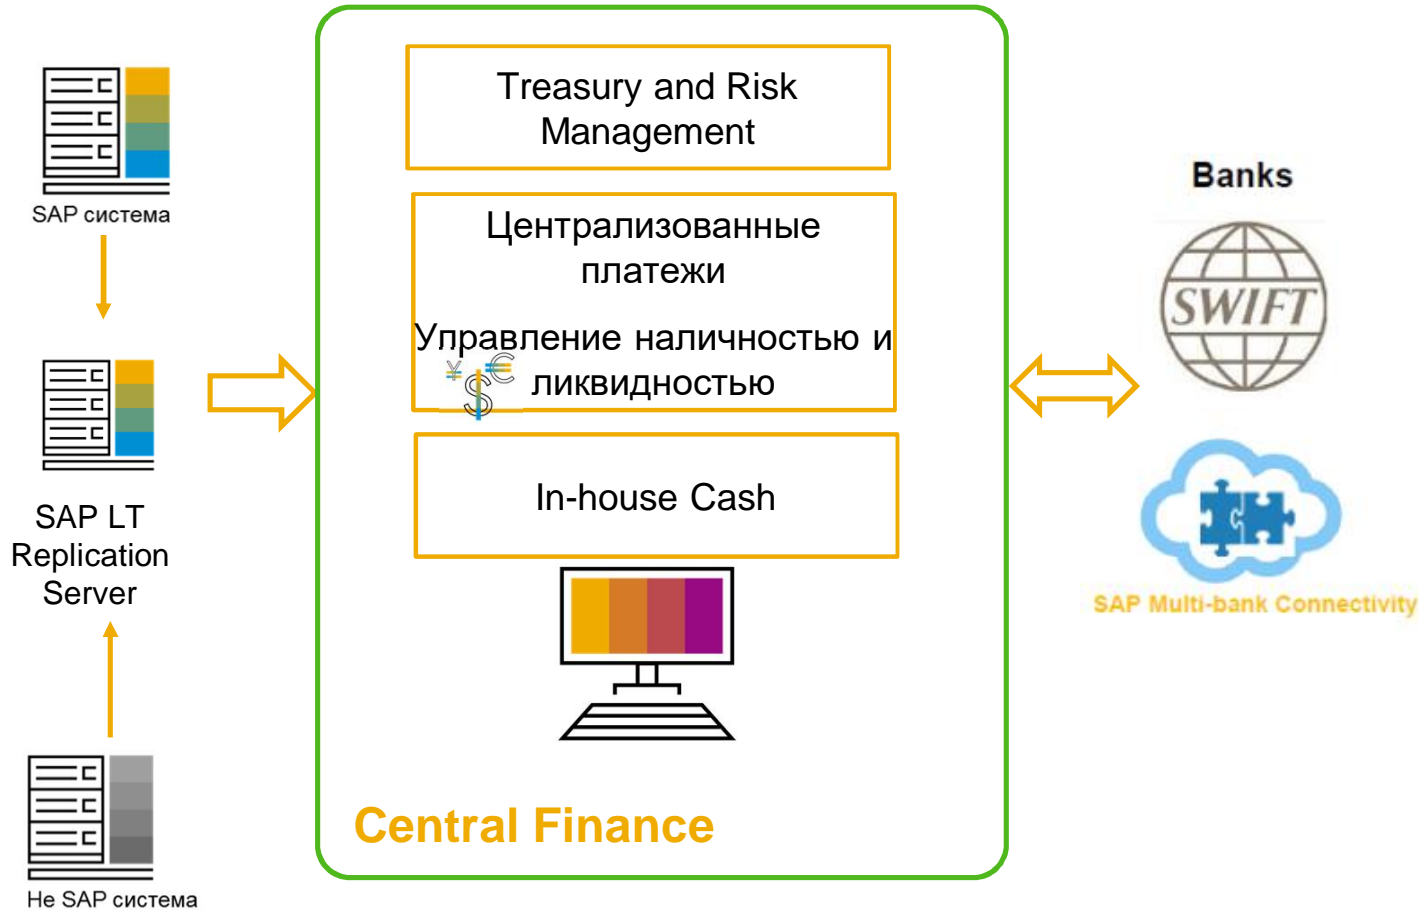 SAP система
SAP LT
Replication
Server
Не SAP система
Treasury and Risk
Management
Централизованные
платежи
Управление наличностью и
ликвидностью
¥ $ €
In-house Cash
Central Finance
Banks
SWIFT
SAP Multi-bank Connectivity